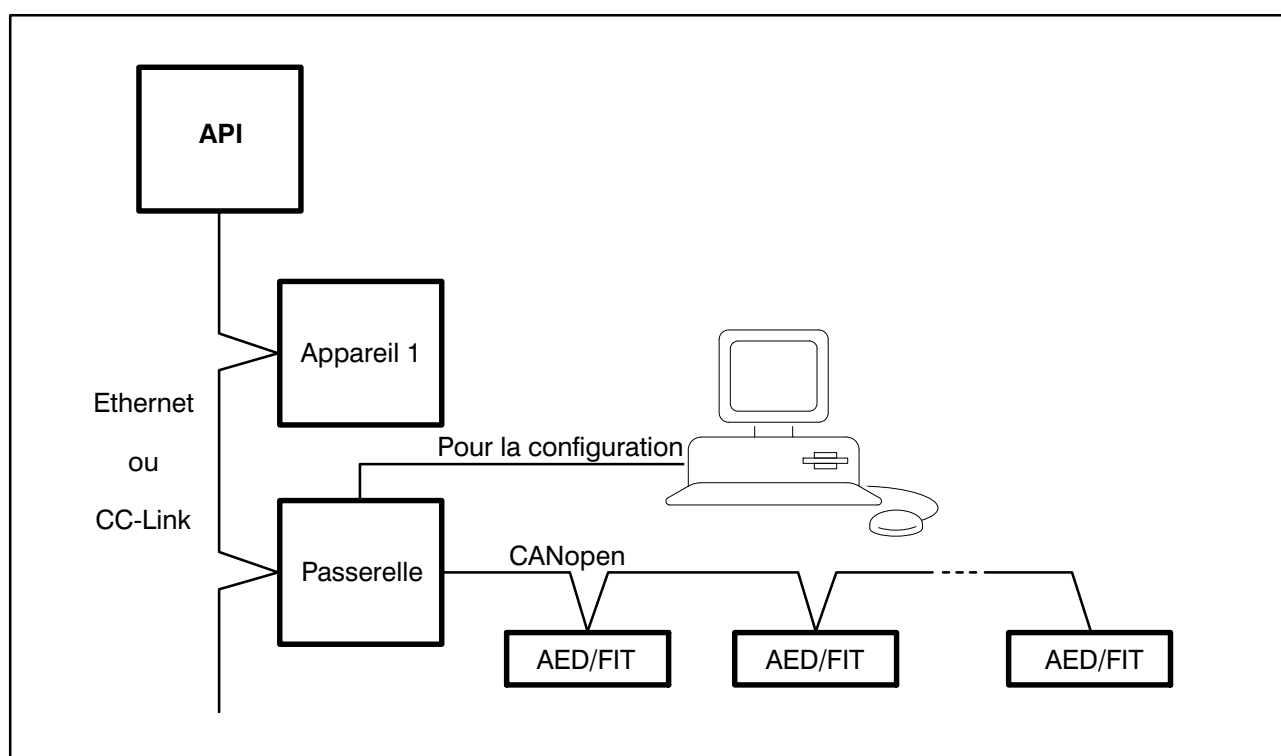 API
Appareil 1
Ethernet
ou
CC-Link
Pour la configuration
Passerelle
CANopen
AED/FIT
AED/FIT
AED/FIT